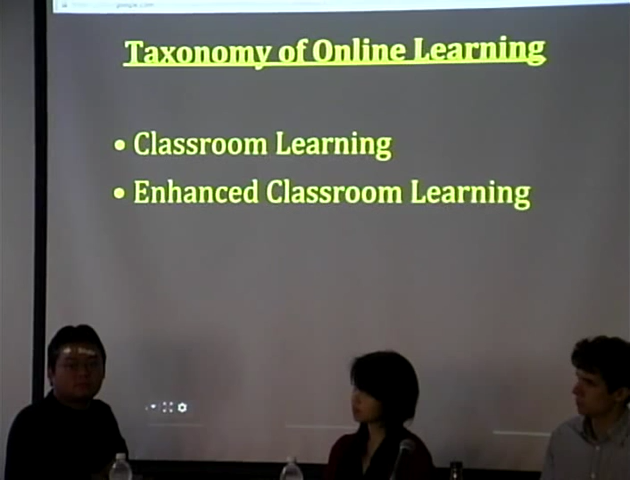 Taxonomy of Online Learning
• Classroom Learning
• Enhanced Classroom Learning